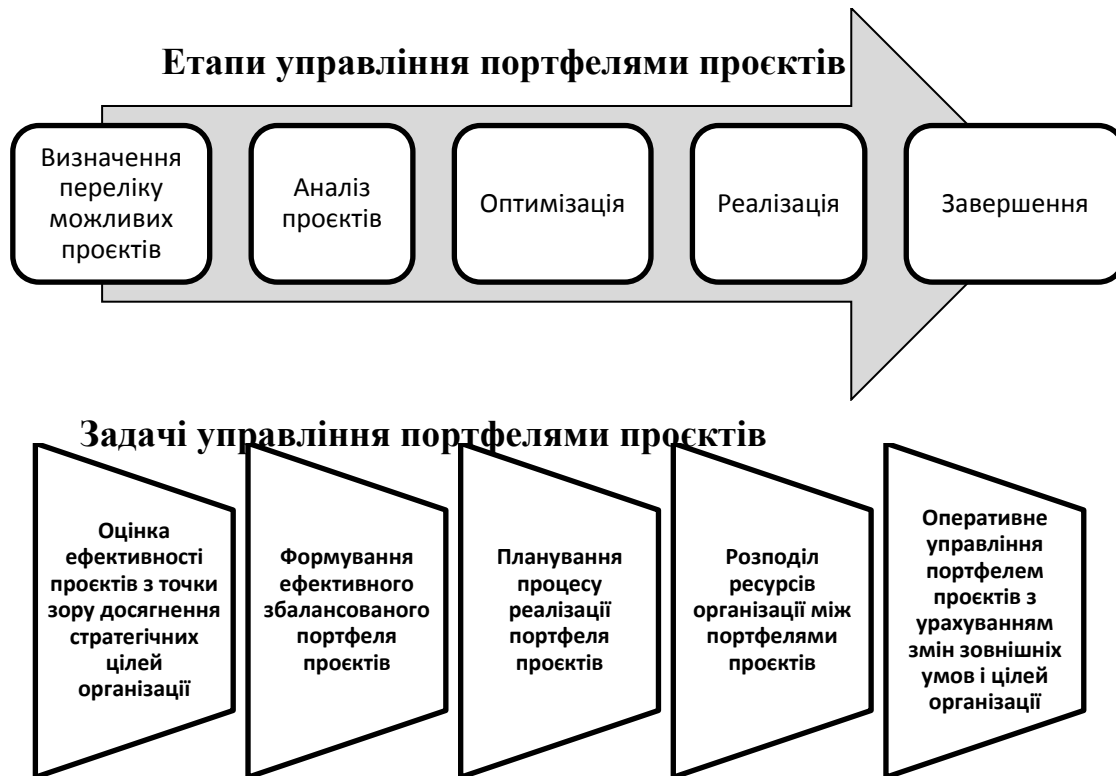 Етапи управління портфелями проєктів
Визначення
переліку
можливих
проєктів
Аналіз
проєктів
Оптимізація
Реалізація
Завершення
Задачі управління портфелями проєктів
Оцінка
ефективності
проєктів з точки
зору досягнення
стратегічних
цілей
організації
Формування
ефективного
збалансованого
портфеля
проєктів
Планування
процесу
реалізації
портфеля
проєктів
Розподіл
ресурсів
організації між
портфелями
проєктів
Оперативне
управління
портфелем
проєктів з
урахуванням
змін зовнішніх
умов і цілей
організації